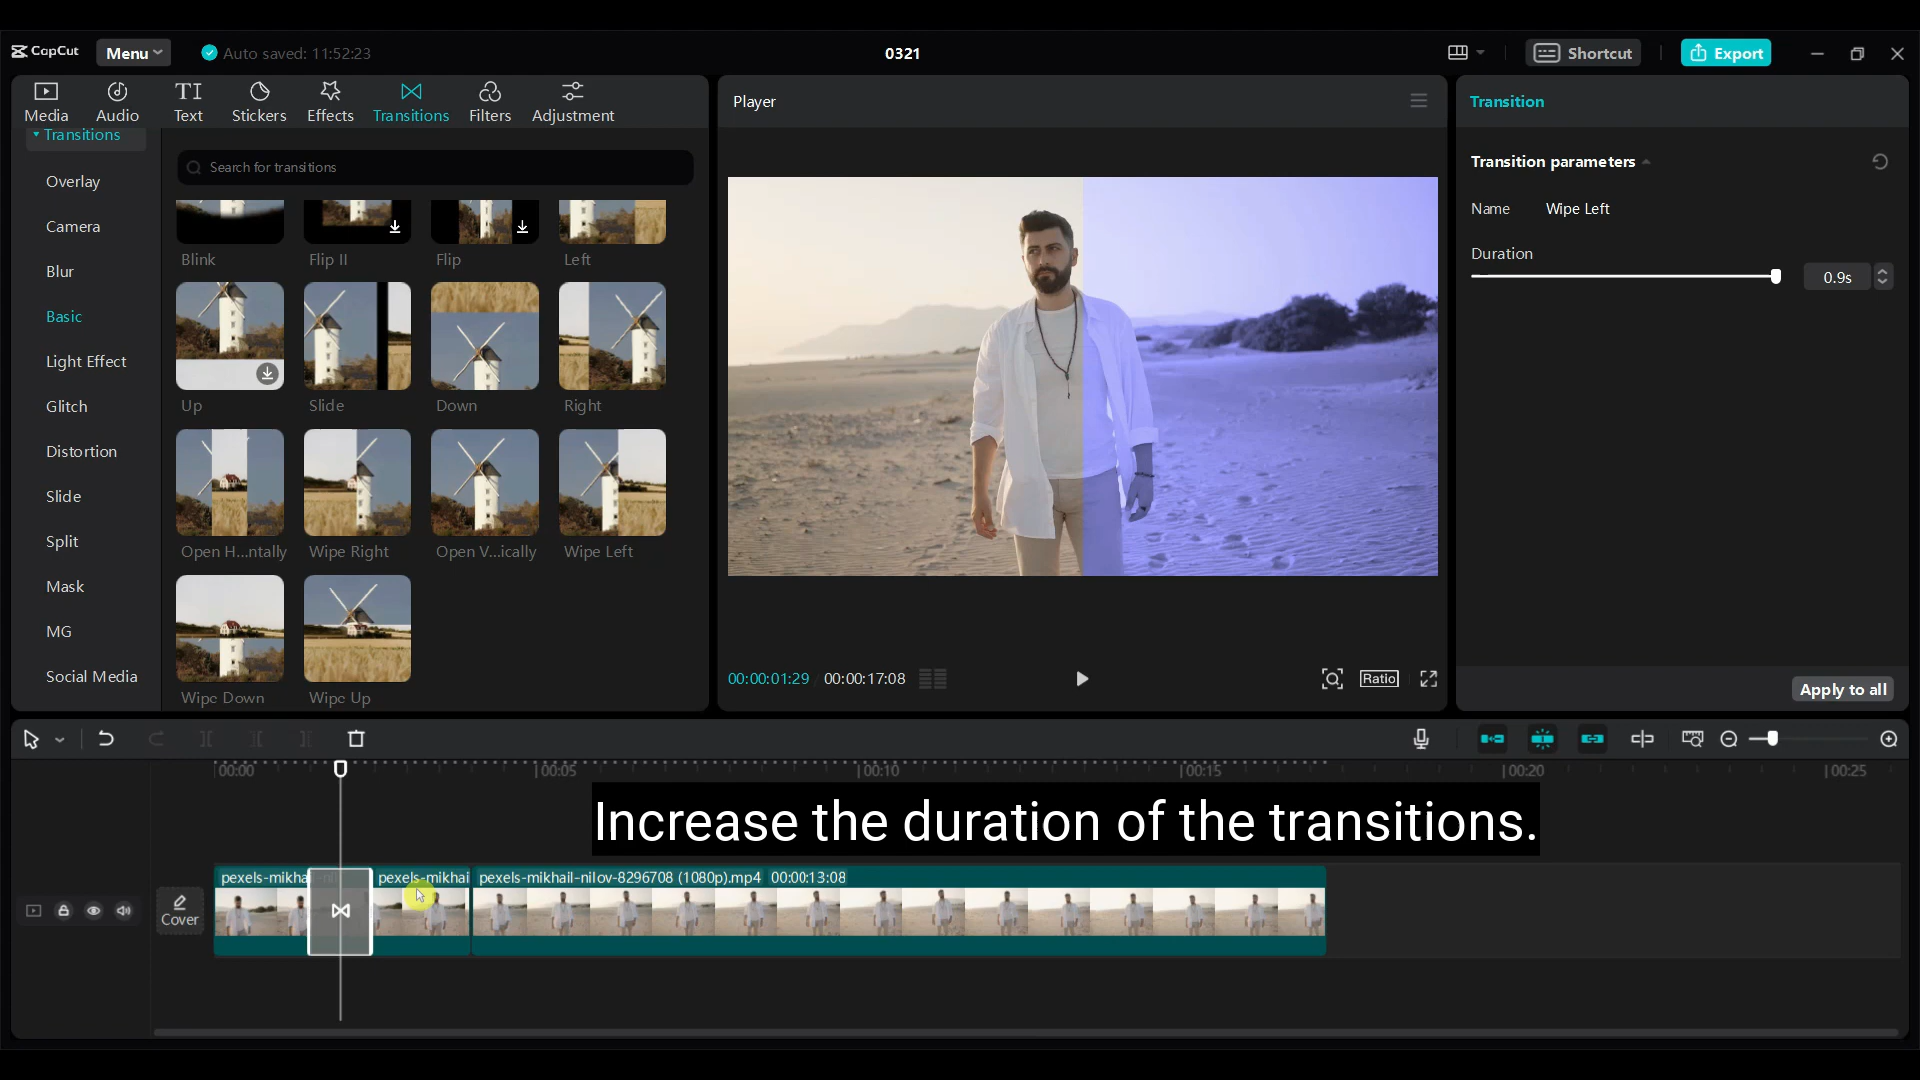 CapCut
Menu
Auto saved: 11:52:23
0321
Shortcut
Export
Media
Audio
TI
Text
Stickers
Effects
Transitions
Filters
Adjustment
Player
Transition
Transitions
Search for transitions
Overlay
Camera
Blur
Basic
Light Effect
Glitch
Distortion
Slide
Split
Mask
MG
Social Media
Blink
Flip II
Flip
Left
Up
Slide
Down
Right
Open H...ntally
Wipe Right
Open V...ically
Wipe Left
Wipe Down
Wipe Up
Transition parameters
Name
Wipe Left
Duration
0.9s
00:00:01:29
00:00:17:08
Ratio
Apply to all
00:00
00:05
00:10
00:15
00:20
00:25
Increase the duration of the transitions.
Cover
pexels-mikha
pexels-mikhai
pexels-mikhail-nilov-8296708 (1080p).mp4 00:00:13:08